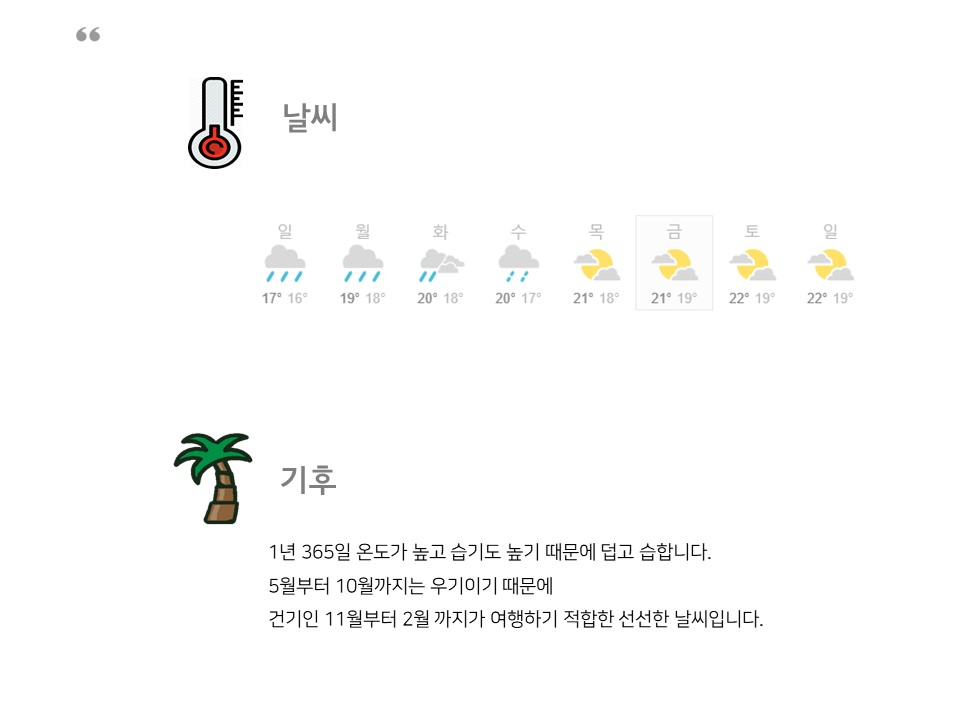 “
날씨
일 월 화 수 목 금 토 일
17° 16° 19° 18° 20° 18° 20° 17° 21° 18° 21° 19° 22° 19° 22° 19°
기후
1년 365일 온도가 높고 습기도 높기 때문에 덥고 습합니다.
5월부터 10월까지는 우기이기 때문에
건기인 11월부터 2월 까지가 여행하기 적합한 선선한 날씨입니다.